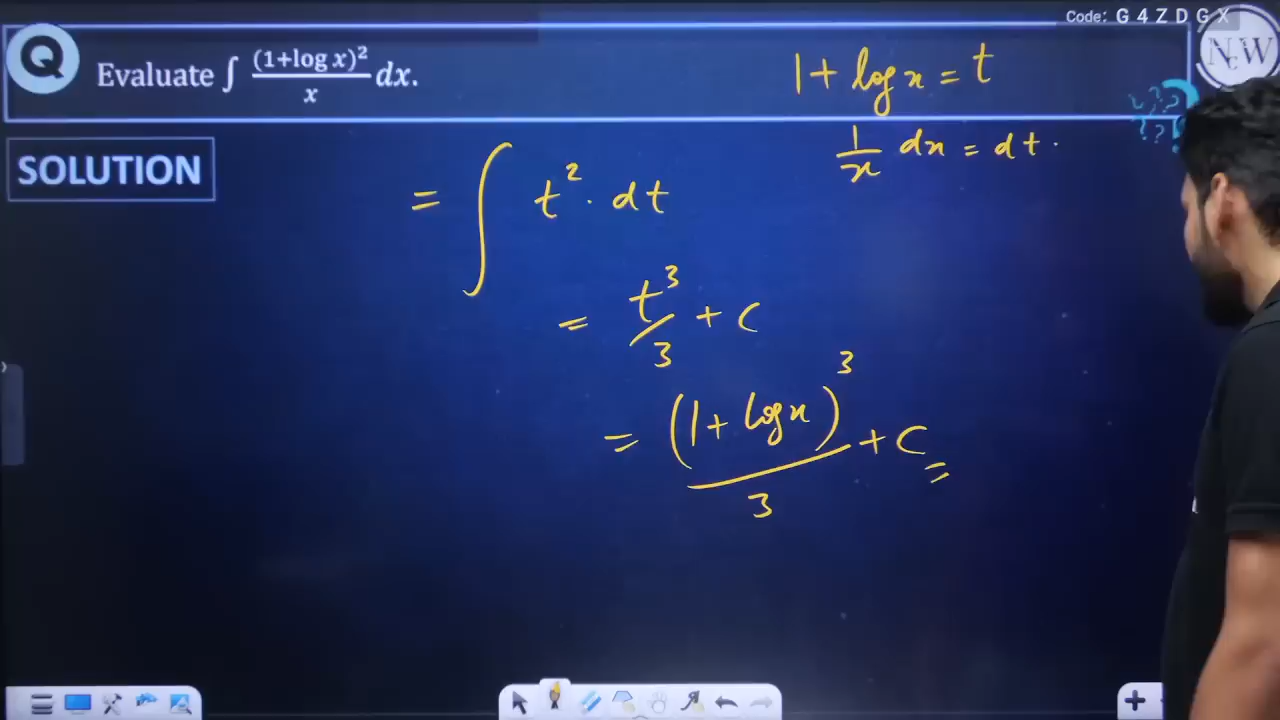 Code: G 4 Z D G X
Q Evaluate ∫ (1+log x)²/x dx.
1 + log x = t
NcW
1/x dx = dt.
SOLUTION
= ∫ t². dt
= t³/3 + c
= (1 + log x)³/3 + c